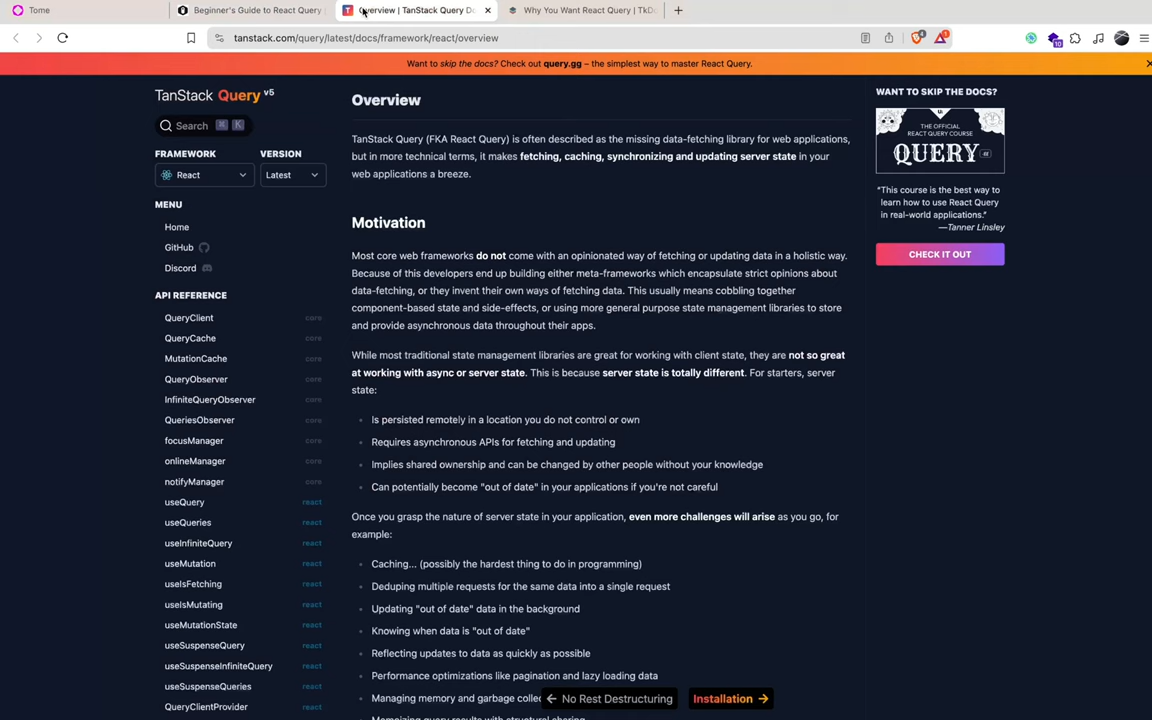 Tome
Beginner's Guide to React Query
Overview | TanStack Query D
Why You Want React Query | TkD
tanstack.com/query/latest/docs/framework/react/overview
4
1
10
Want to skip the docs? Check out query.gg – the simplest way to master React Query.
TanStack Query v5
Search ⌘ K
FRAMEWORK VERSION
React Latest
MENU
Home
GitHub
Discord
API REFERENCE
QueryClient core
QueryCache core
MutationCache core
QueryObserver core
InfiniteQueryObserver core
QueriesObserver core
focusManager core
onlineManager core
notifyManager core
useQuery react
useQueries react
useInfiniteQuery react
useMutation react
useIsFetching react
useIsMutating react
useMutationState react
useSuspenseQuery react
useSuspenseInfiniteQuery react
useSuspenseQueries react
QueryClientProvider react
Overview
TanStack Query (FKA React Query) is often described as the missing data-fetching library for web applications,
but in more technical terms, it makes fetching, caching, synchronizing and updating server state in your
web applications a breeze.
Motivation
Most core web frameworks do not come with an opinionated way of fetching or updating data in a holistic way.
Because of this developers end up building either meta-frameworks which encapsulate strict opinions about
data-fetching, or they invent their own ways of fetching data. This usually means cobbling together
component-based state and side-effects, or using more general purpose state management libraries to store
and provide asynchronous data throughout their apps.
While most traditional state management libraries are great for working with client state, they are not so great
at working with async or server state. This is because server state is totally different. For starters, server
state:
Is persisted remotely in a location you do not control or own
Requires asynchronous APIs for fetching and updating
Implies shared ownership and can be changed by other people without your knowledge
Can potentially become "out of date" in your applications if you're not careful
Once you grasp the nature of server state in your application, even more challenges will arise as you go, for
example:
Caching... (possibly the hardest thing to do in programming)
Deduping multiple requests for the same data into a single request
Updating "out of date" data in the background
Knowing when data is "out of date"
Reflecting updates to data as quickly as possible
Performance optimizations like pagination and lazy loading data
Managing memory and garbage collec
← No Rest Destructuring
Installation →
WANT TO SKIP THE DOCS?
THE OFFICIAL
REACT QUERY COURSE
QUERY
"This course is the best way to
learn how to use React Query
in real-world applications."
—Tanner Linsley
CHECK IT OUT